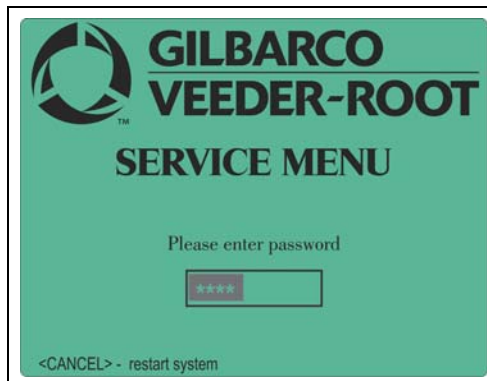 GILBARCO
VEEDER-ROOT
TM
SERVICE MENU
Please enter password
****
<CANCEL> - restart system